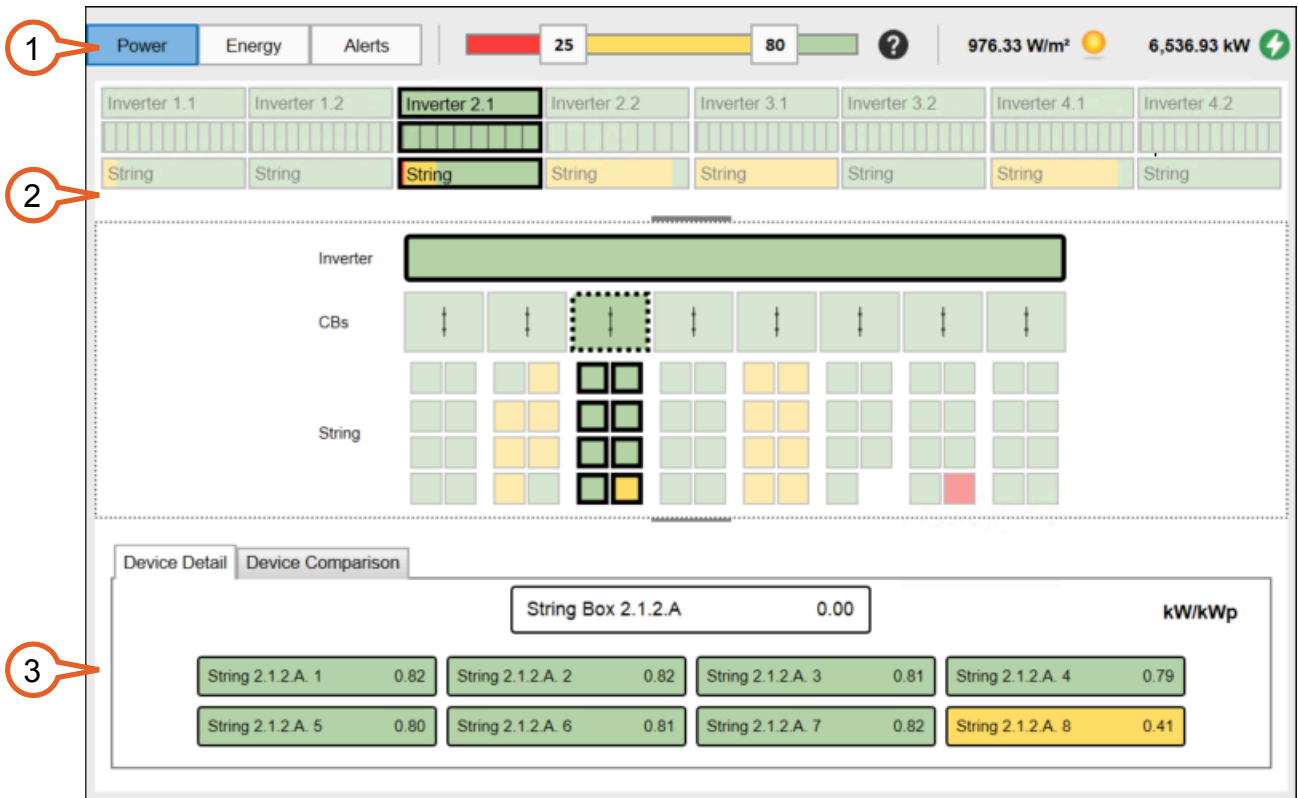 1
Power Energy Alerts 25 80 ? 976.33 W/m² 6,536.93 kW
Inverter 1.1 Inverter 1.2 Inverter 2.1 Inverter 2.2 Inverter 3.1 Inverter 3.2 Inverter 4.1 Inverter 4.2
String String String String String String String String
2
Inverter
CBs
String
Device Detail Device Comparison
String Box 2.1.2.A 0.00 kW/kWp
3
String 2.1.2.A. 1 0.82 String 2.1.2.A. 2 0.82 String 2.1.2.A. 3 0.81 String 2.1.2.A. 4 0.79
String 2.1.2.A. 5 0.80 String 2.1.2.A. 6 0.81 String 2.1.2.A. 7 0.82 String 2.1.2.A. 8 0.41